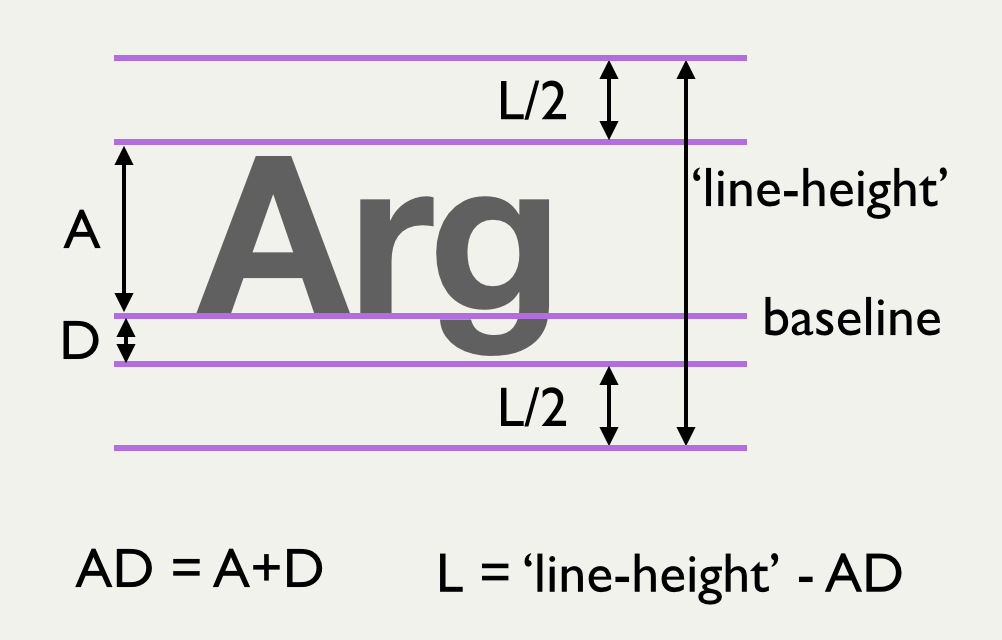 L/2
‘line-height’
A
Arg
baseline
D
L/2
AD = A+D
L = ‘line-height’ - AD